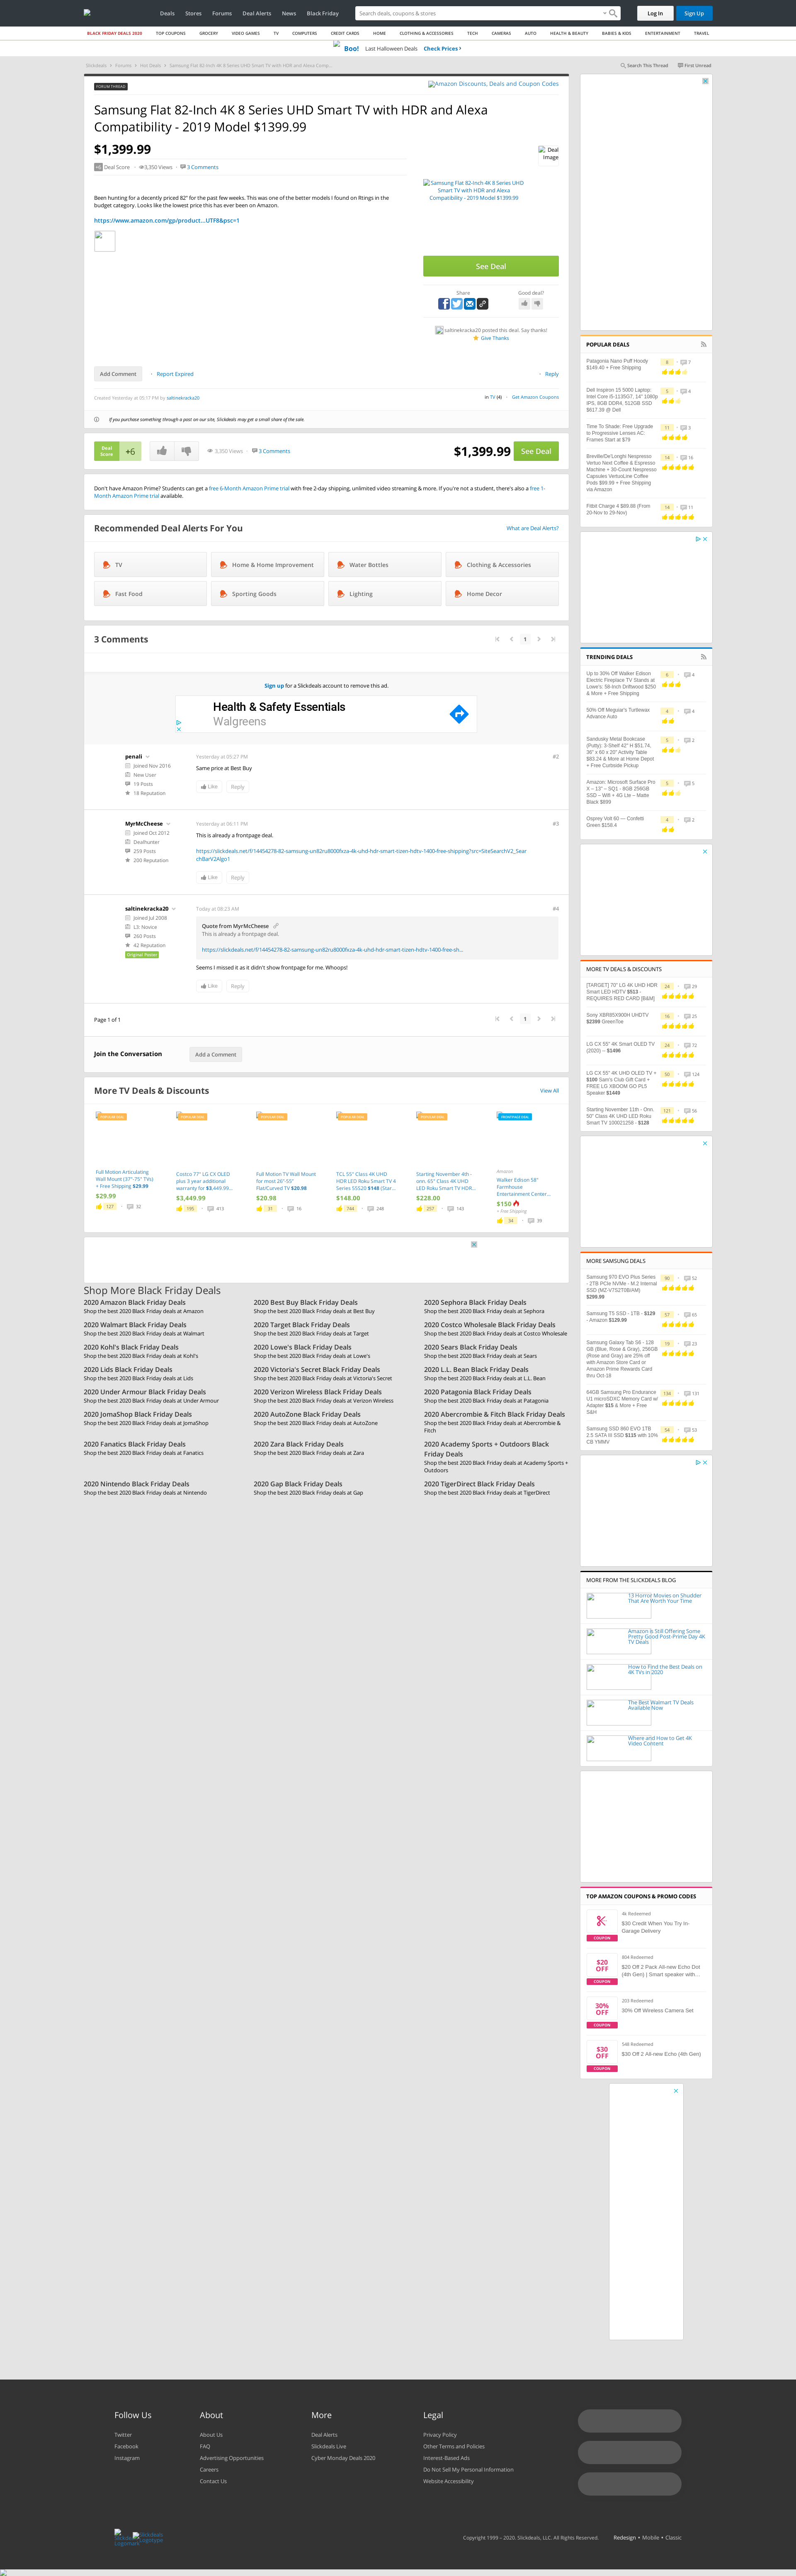 Deals Stores Forums Deal Alerts News Black Friday
Search deals, coupons & stores
Log In
Sign Up
BLACK FRIDAY DEALS 2020 TOP COUPONS GROCERY VIDEO GAMES TV COMPUTERS CREDIT CARDS HOME CLOTHING & ACCESSORIES TECH CAMERAS AUTO HEALTH & BEAUTY BABIES & KIDS ENTERTAINMENT TRAVEL
Boo! Last Halloween Deals Check Prices ›
Slickdeals › Forums › Hot Deals › Samsung Flat 82-Inch 4K 8 Series UHD Smart TV with HDR and Alexa Comp...
Search This Thread First Unread
FORUM THREAD
Amazon Discounts, Deals and Coupon Codes
Samsung Flat 82-Inch 4K 8 Series UHD Smart TV with HDR and Alexa
Compatibility - 2019 Model $1399.99
$1,399.99
+6 Deal Score 3,350 Views 3 Comments
Deal
Image
Been hunting for a decently priced 82" for the past few weeks. This was one of the better models I found on Rtings in the
budget category. Looks like the lowest price this has ever been on Amazon.
https://www.amazon.com/gp/product...UTF8&psc=1
Samsung Flat 82-Inch 4K 8 Series UHD
Smart TV with HDR and Alexa
Compatibility - 2019 Model $1399.99
See Deal
Share
Good deal?
saltinekracka20 posted this deal. Say thanks!
Give Thanks
Add Comment
Report Expired
Reply
Created Yesterday at 05:17 PM by saltinekracka20
in TV (4) Get Amazon Coupons
If you purchase something through a post on our site, Slickdeals may get a small share of the sale.
Deal
Score
+6
3,350 Views 3 Comments
$1,399.99
See Deal
Don't have Amazon Prime? Students can get a free 6-Month Amazon Prime trial with free 2-day shipping, unlimited video streaming & more. If you're not a student, there's also a free 1-
Month Amazon Prime trial available.
Recommended Deal Alerts For You
What are Deal Alerts?
TV
Home & Home Improvement
Water Bottles
Clothing & Accessories
Fast Food
Sporting Goods
Lighting
Home Decor
3 Comments
1
Sign up for a Slickdeals account to remove this ad.
Health & Safety Essentials
Walgreens
penali
Joined Nov 2016
New User
19 Posts
18 Reputation
Yesterday at 05:27 PM
#2
Same price at Best Buy
Like
Reply
MyrMcCheese
Joined Oct 2012
Dealhunter
259 Posts
200 Reputation
Yesterday at 06:11 PM
#3
This is already a frontpage deal.
https://slickdeals.net/f/14454278-82-samsung-un82ru8000fxza-4k-uhd-hdr-smart-tizen-hdtv-1400-free-shipping?src=SiteSearchV2_Sear
chBarV2Algo1
Like
Reply
saltinekracka20
Joined Jul 2008
L3: Novice
260 Posts
42 Reputation
Original Poster
Today at 08:23 AM
#4
Quote from MyrMcCheese
This is already a frontpage deal.
https://slickdeals.net/f/14454278-82-samsung-un82ru8000fxza-4k-uhd-hdr-smart-tizen-hdtv-1400-free-sh...
Seems I missed it as it didn't show frontpage for me. Whoops!
Like
Reply
Page 1 of 1
1
Join the Conversation
Add a Comment
More TV Deals & Discounts
View All
POPULAR DEAL
Full Motion Articulating
Wall Mount (37"-75" TVs)
+ Free Shipping $29.99
$29.99
127 32
POPULAR DEAL
Costco 77" LG CX OLED
plus 3 year additional
warranty for $3,449.99...
$3,449.99
195 413
POPULAR DEAL
Full Motion TV Wall Mount
for most 26"-55"
Flat/Curved TV $20.98
$20.98
31 16
POPULAR DEAL
TCL 55" Class 4K UHD
HDR LED Roku Smart TV 4
Series 55S20 $148 (Star...
$148.00
744 248
POPULAR DEAL
Starting November 4th -
onn. 65" Class 4K UHD
LED Roku Smart TV HDR...
$228.00
257 143
FRONTPAGE DEAL
Amazon
Walker Edison 58"
Farmhouse
Entertainment Center...
$150
+ Free Shipping
34 39
Shop More Black Friday Deals
2020 Amazon Black Friday Deals
Shop the best 2020 Black Friday deals at Amazon
2020 Best Buy Black Friday Deals
Shop the best 2020 Black Friday deals at Best Buy
2020 Sephora Black Friday Deals
Shop the best 2020 Black Friday deals at Sephora
2020 Walmart Black Friday Deals
Shop the best 2020 Black Friday deals at Walmart
2020 Target Black Friday Deals
Shop the best 2020 Black Friday deals at Target
2020 Costco Wholesale Black Friday Deals
Shop the best 2020 Black Friday deals at Costco Wholesale
2020 Kohl's Black Friday Deals
Shop the best 2020 Black Friday deals at Kohl's
2020 Lowe's Black Friday Deals
Shop the best 2020 Black Friday deals at Lowe's
2020 Sears Black Friday Deals
Shop the best 2020 Black Friday deals at Sears
2020 Lids Black Friday Deals
Shop the best 2020 Black Friday deals at Lids
2020 Victoria's Secret Black Friday Deals
Shop the best 2020 Black Friday deals at Victoria's Secret
2020 L.L. Bean Black Friday Deals
Shop the best 2020 Black Friday deals at L.L. Bean
2020 Under Armour Black Friday Deals
Shop the best 2020 Black Friday deals at Under Armour
2020 Verizon Wireless Black Friday Deals
Shop the best 2020 Black Friday deals at Verizon Wireless
2020 Patagonia Black Friday Deals
Shop the best 2020 Black Friday deals at Patagonia
2020 JomaShop Black Friday Deals
Shop the best 2020 Black Friday deals at JomaShop
2020 AutoZone Black Friday Deals
Shop the best 2020 Black Friday deals at AutoZone
2020 Abercrombie & Fitch Black Friday Deals
Shop the best 2020 Black Friday deals at Abercrombie &
Fitch
2020 Fanatics Black Friday Deals
Shop the best 2020 Black Friday deals at Fanatics
2020 Zara Black Friday Deals
Shop the best 2020 Black Friday deals at Zara
2020 Academy Sports + Outdoors Black
Friday Deals
Shop the best 2020 Black Friday deals at Academy Sports +
Outdoors
2020 Nintendo Black Friday Deals
Shop the best 2020 Black Friday deals at Nintendo
2020 Gap Black Friday Deals
Shop the best 2020 Black Friday deals at Gap
2020 TigerDirect Black Friday Deals
Shop the best 2020 Black Friday deals at TigerDirect
POPULAR DEALS
Patagonia Nano Puff Hoody
$149.40 + Free Shipping
8 7
Dell Inspiron 15 5000 Laptop:
Intel Core i5-1135G7, 14" 1080p
IPS, 8GB DDR4, 512GB SSD
$617.39 @ Dell
5 4
Time To Shade: Free Upgrade
to Progressive Lenses AC.
Frames Start at $79
11 3
Breville/De'Longhi Nespresso
Vertuo Next Coffee & Espresso
Machine + 30-Count Nespresso
Capsules VertuoLine Coffee
Pods $99.99 + Free Shipping
via Amazon
14 16
Fitbit Charge 4 $89.88 (From
20-Nov to 29-Nov)
14 11
TRENDING DEALS
Up to 30% Off Walker Edison
Electric Fireplace TV Stands at
Lowe's: 58-Inch Driftwood $250
& More + Free Shipping
6 4
50% Off Meguiar's Turtlewax
Advance Auto
4 4
Sandusky Metal Bookcase
(Putty): 3-Shelf 42" H $51.74,
36" x 60 x 20" Activity Table
$83.24 & More at Home Depot
+ Free Curbside Pickup
5 2
Amazon: Microsoft Surface Pro
X – 13" – SQ1 - 8GB 256GB
SSD – Wifi + 4G Lte – Matte
Black $899
5 5
Osprey Volt 60 — Confetti
Green $158.4
4 2
MORE TV DEALS & DISCOUNTS
[TARGET] 70" LG 4K UHD HDR
Smart LED HDTV $513 -
REQUIRES RED CARD [B&M]
24 29
Sony XBR85X900H UHDTV
$2399 GreenToe
16 25
LG CX 55" 4K Smart OLED TV
(2020) -- $1496
24 72
LG CX 55" 4K UHD OLED TV +
$100 Sam's Club Gift Card +
FREE LG XBOOM GO PL5
Speaker $1449
50 124
Starting November 11th - Onn.
50" Class 4K UHD LED Roku
Smart TV 100021258 - $128
121 56
MORE SAMSUNG DEALS
Samsung 970 EVO Plus Series
- 2TB PCIe NVMe - M.2 Internal
SSD (MZ-V7S2T0B/AM)
$299.99
90 52
Samsung T5 SSD - 1TB - $129
- Amazon $129.99
57 65
Samsung Galaxy Tab S6 - 128
GB (Blue, Rose & Gray), 256GB
(Rose and Gray) are 25% off
with Amazon Store Card or
Amazon Prime Rewards Card
thru Oct-18
19 23
64GB Samsung Pro Endurance
U1 microSDXC Memory Card w/
Adapter $15 & More + Free
S&H
134 131
Samsung SSD 860 EVO 1TB
2.5 SATA III SSD $115 with 10%
CB YMMV
54 53
MORE FROM THE SLICKDEALS BLOG
13 Horror Movies on Shudder
That Are Worth Your Time
Amazon is Still Offering Some
Pretty Good Post-Prime Day 4K
TV Deals
How to Find the Best Deals on
4K TVs in 2020
The Best Walmart TV Deals
Available Now
Where and How to Get 4K
Video Content
TOP AMAZON COUPONS & PROMO CODES
4k Redeemed
$30 Credit When You Try In-
Garage Delivery
COUPON
$20
OFF
COUPON
804 Redeemed
$20 Off 2 Pack All-new Echo Dot
(4th Gen) | Smart speaker with...
30%
OFF
COUPON
203 Redeemed
30% Off Wireless Camera Set
$30
OFF
COUPON
548 Redeemed
$30 Off 2 All-new Echo (4th Gen)
Follow Us
Twitter
Facebook
Instagram
About
About Us
FAQ
Advertising Opportunities
Careers
Contact Us
More
Deal Alerts
Slickdeals Live
Cyber Monday Deals 2020
Legal
Privacy Policy
Other Terms and Policies
Interest-Based Ads
Do Not Sell My Personal Information
Website Accessibility
Slickdeals
Logotype
Copyright 1999 - 2020. Slickdeals, LLC. All Rights Reserved. Redesign • Mobile • Classic